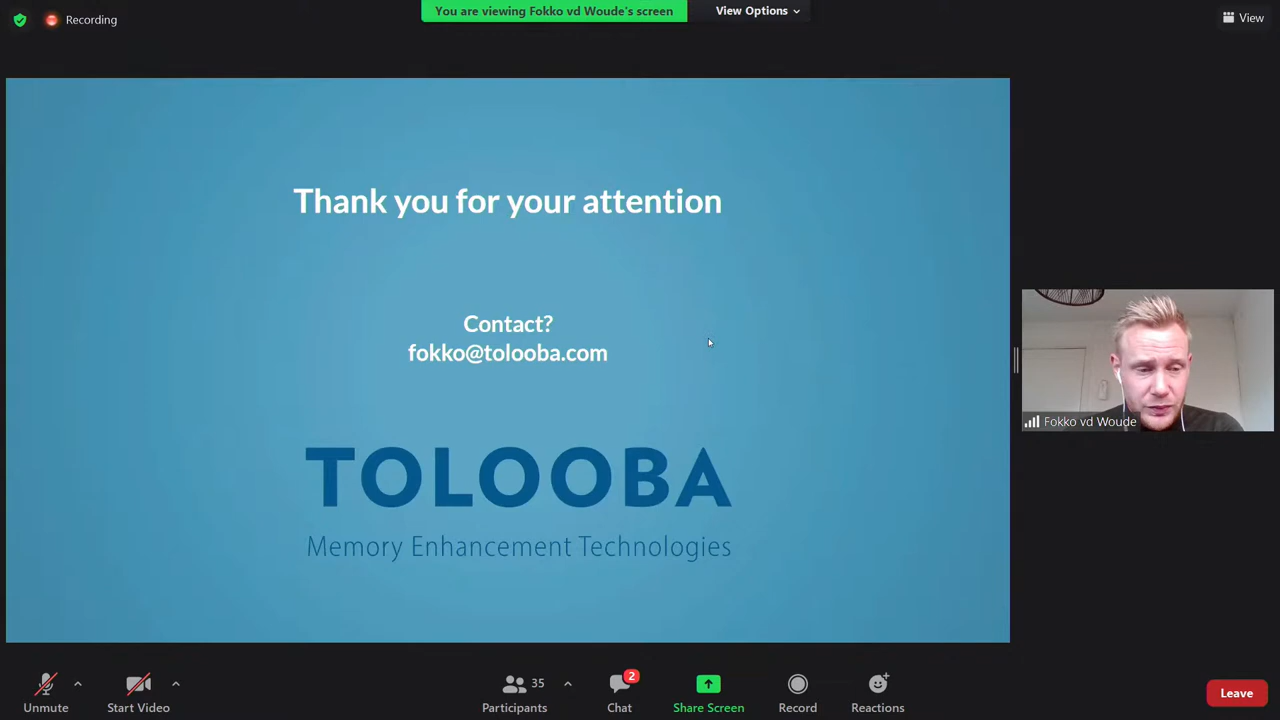 Recording
You are viewing Fokko vd Woude's screen
View Options
View
Thank you for your attention
Contact?
fokko@tolooba.com
TOLOOBA
Memory Enhancement Technologies
Fokko vd Woude
Unmute
Start Video
35
Participants
2
Chat
Share Screen
Record
Reactions
Leave